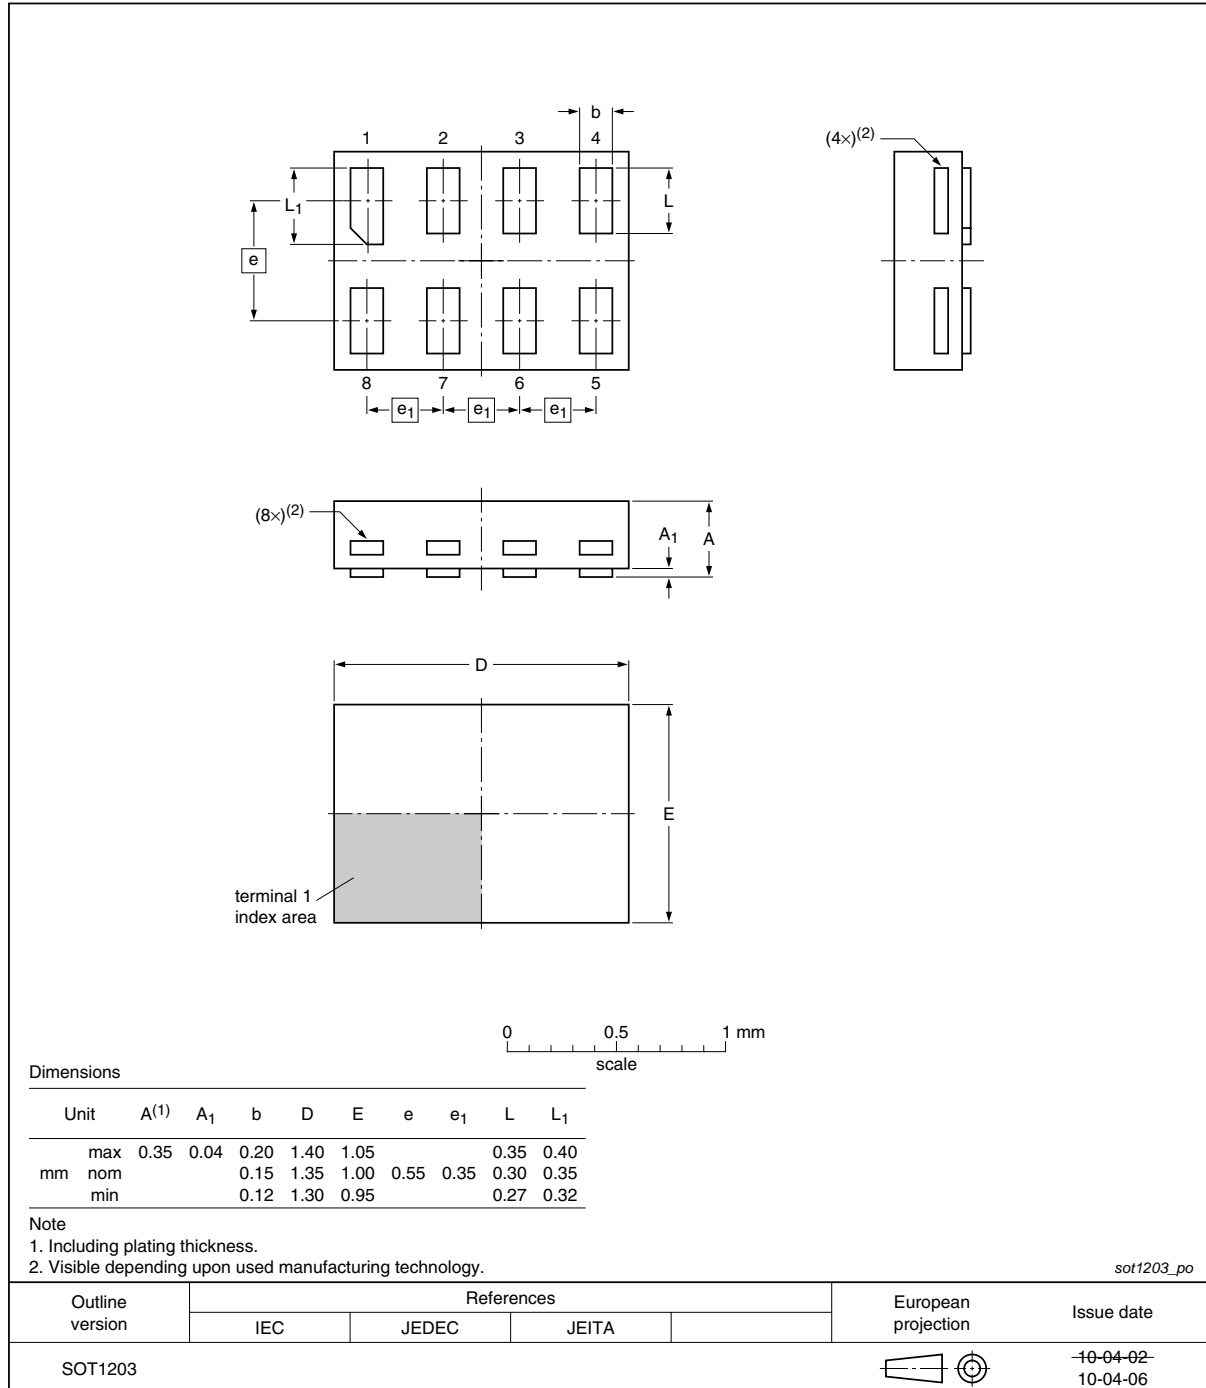 b
1 2 3 4
(4×)(2)
L1
L
e
8 7 6 5
e1 e1 e1
(8×)(2)
A1 A
D
E
terminal 1
index area
0 0.5 1 mm
scale
Dimensions
Unit A(1) A1 b D E e e1 L L1
max 0.35 0.04 0.20 1.40 1.05 0.35 0.40
mm nom 0.15 1.35 1.00 0.55 0.35 0.30 0.35
min 0.12 1.30 0.95 0.27 0.32
Note
1. Including plating thickness.
2. Visible depending upon used manufacturing technology.
sot1203_po
Outline
version
References
IEC JEDEC JEITA
European
projection
Issue date
SOT1203
10-04-02
10-04-06